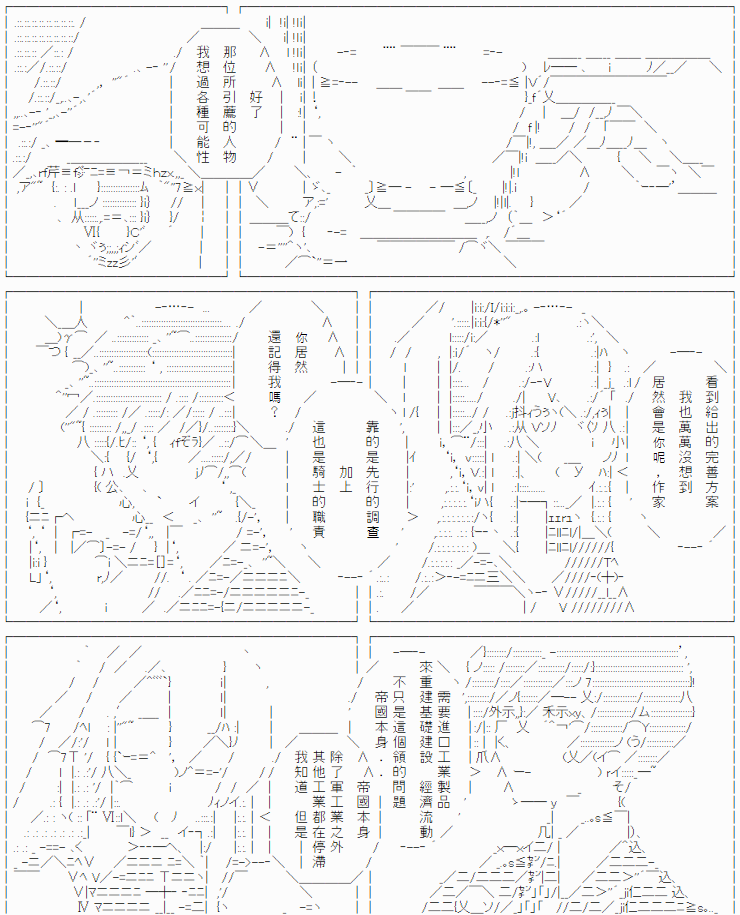 好了
那位所引薦的人物
我想過各種可能性
你居然
還記得我嗎？
靠的是先行的調查
加上
這也是騎士的職責
看到給出的完善方案
我也萬萬沒想到
居然會是你呢
作家
需要進口工業製品
來重建基礎建設
經濟流動
不只是這個領的問題
帝國本身
帝國本身
除了軍工業之外
其他工業都在停滯
我知道
但是